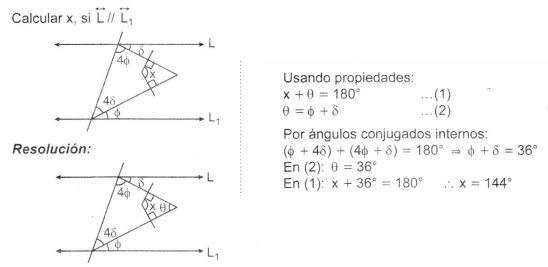 Calcular x, si L⃡ // L⃡₁
L
δ
4ϕ
x
4δ
ϕ
L₁
Resolución:
L
δ
4ϕ
x θ
4δ
ϕ
L₁
Usando propiedades:
x + θ = 180° ...(1)
θ = ϕ + δ ...(2)
Por ángulos conjugados internos:
(ϕ + 4δ) + (4ϕ + δ) = 180° ⇒ ϕ + δ = 36°
En (2): θ = 36°
En (1): x + 36° = 180° ∴ x = 144°